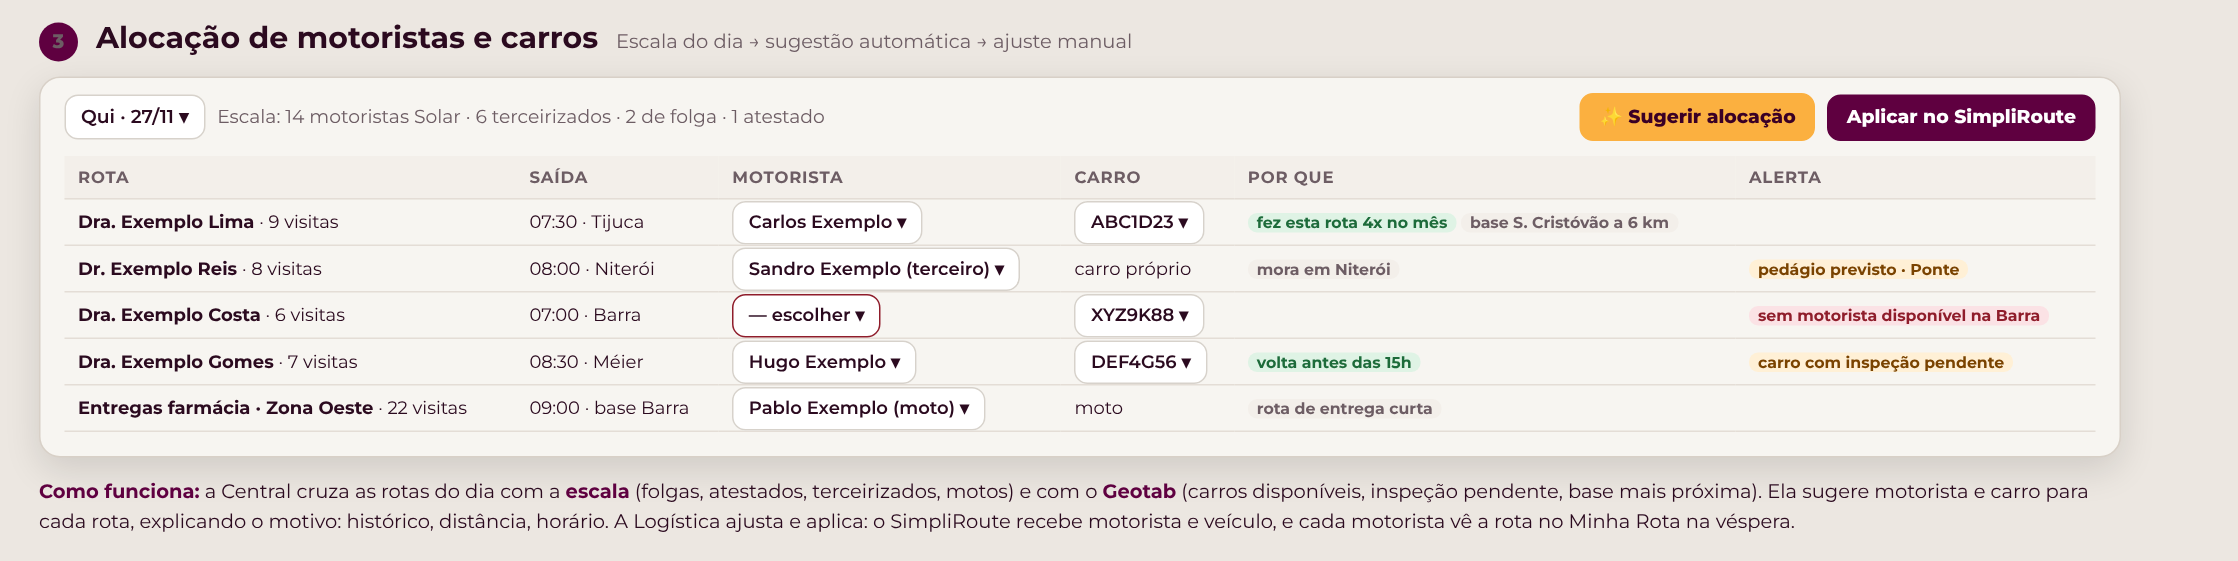 3 Alocação de motoristas e carros Escala do dia → sugestão automática → ajuste manual
Qui · 27/11 ▾ Escala: 14 motoristas Solar · 6 terceirizados · 2 de folga · 1 atestado ✨ Sugerir alocação Aplicar no SimpliRoute
ROTA SAÍDA MOTORISTA CARRO POR QUE ALERTA
Dra. Exemplo Lima · 9 visitas 07:30 · Tijuca Carlos Exemplo ▾ ABC1D23 ▾ fez esta rota 4x no mês base S. Cristóvão a 6 km
Dr. Exemplo Reis · 8 visitas 08:00 · Niterói Sandro Exemplo (terceiro) ▾ carro próprio mora em Niterói pedágio previsto · Ponte
Dra. Exemplo Costa · 6 visitas 07:00 · Barra — escolher ▾ XYZ9K88 ▾ sem motorista disponível na Barra
Dra. Exemplo Gomes · 7 visitas 08:30 · Méier Hugo Exemplo ▾ DEF4G56 ▾ volta antes das 15h carro com inspeção pendente
Entregas farmácia · Zona Oeste · 22 visitas 09:00 · base Barra Pablo Exemplo (moto) ▾ moto rota de entrega curta
Como funciona: a Central cruza as rotas do dia com a escala (folgas, atestados, terceirizados, motos) e com o Geotab (carros disponíveis, inspeção pendente, base mais próxima). Ela sugere motorista e carro para
cada rota, explicando o motivo: histórico, distância, horário. A Logística ajusta e aplica: o SimpliRoute recebe motorista e veículo, e cada motorista vê a rota no Minha Rota na véspera.